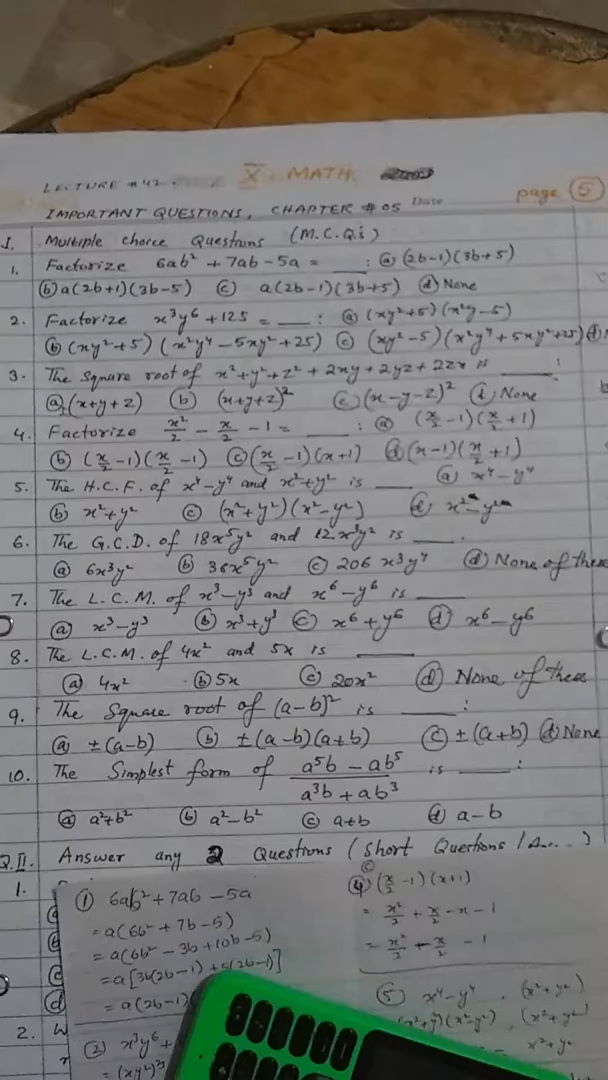 LECTURE #42 X - MATH.
page 5
IMPORTANT QUESTIONS, CHAPTER #05 Date
I. Multiple choice Questions (M.C.Q.s)
1. Factorize 6ab² + 7ab - 5a = ___ : (a) (2b-1)(3b+5)
(b) a(2b+1)(3b-5) (c) a(2b-1)(3b+5) (d) None
2. Factorize x³y⁶ + 125 = ___ : (a) (xy²+5)(x²y-5)
(b) (xy²+5)(x²y⁴-5xy²+25) (c) (xy²-5)(x²y⁴+5xy²+25) (d)
3. The Square root of x²+y²+z²+2xy+2yz+2zx is ___ :
(a) (x+y+z) (b) (x+y+z)² (c) (x-y-z)² (d) None
4. Factorize x²/2 - x/2 - 1 = ___ : (a) (x/2-1)(x/2+1)
(b) (x/2-1)(x/2-1) (c) (x/2-1)(x+1) (d) (x-1)(x/2+1)
5. The H.C.F. of x⁴-y⁴ and x²+y² is ___ (a) x⁴-y⁴
(b) x²+y² (c) (x²+y²)(x²-y²) (d) x²-y²
6. The G.C.D. of 18x⁵y² and 12x³y² is ___.
(a) 6x³y² (b) 36x⁵y² (c) 206x³y⁴ (d) None of these
7. The L.C.M. of x³-y³ and x⁶-y⁶ is ___
(a) x³-y³ (b) x³+y³ (c) x⁶+y⁶ (d) x⁶-y⁶
8. The L.C.M. of 4x² and 5x is ___
(a) 4x² (b) 5x (c) 20x² (d) None of these
9. The Square root of (a-b)² is ___ :
(a) ±(a-b) (b) ±(a-b)(a+b) (c) ±(a+b) (d) None
10. The Simplest form of (a⁵b - ab⁵)/(a³b + ab³) is ___ :
(a) a²+b² (b) a²-b² (c) a+b (d) a-b
Q.II. Answer any 2 Questions (Short Questions
1.
(1) 6ab² + 7ab - 5a
= a(6b² + 7b - 5)
= a(6b² - 3b + 10b - 5)
= a[3b(2b-1) + 5(2b-1)]
= a(2b-1)
2.
(2) x³y⁶ +
= (xy²)³
(4) (c) (x/2-1)(x+1)
= x²/2 + x/2 - x - 1
= x²/2 - x/2 - 1
(5) x⁴-y⁴, (x²+y²)
(x²+y²)(x²-y²), (x²+y²)
x²+y²